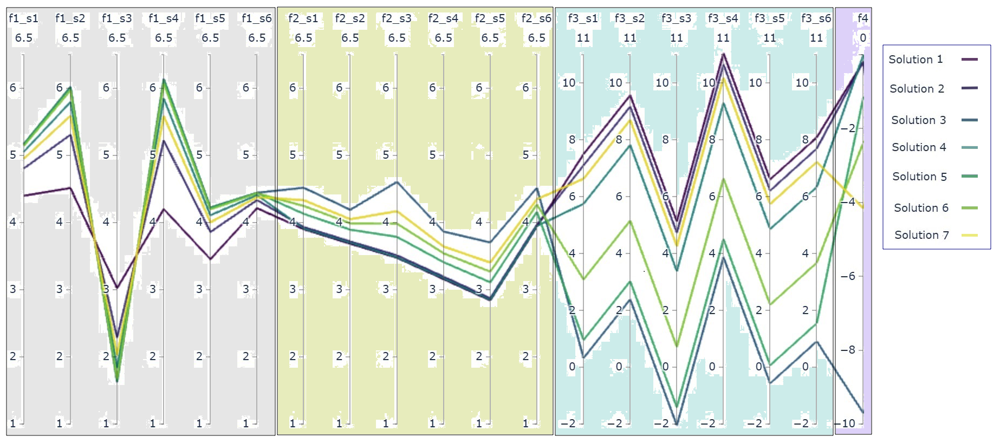 f1_s1 f1_s2 f1_s3 f1_s4 f1_s5 f1_s6 f2_s1 f2_s2 f2_s3 f2_s4 f2_s5 f2_s6 f3_s1 f3_s2 f3_s3 f3_s4 f3_s5 f3_s6 f4
6.5 6.5 6.5 6.5 6.5 6.5 6.5 6.5 6.5 6.5 6.5 6.5 11 11 11 11 11 11 0
6 6 6 6 6 6 6 6 6 6 6 6 10 10 10 10 10 10
−2
8 8 8 8 8 8
5 5 5 5 5 5 5 5 5 5 5 5
6 6 6 6 6 6
−4
4 4 4 4 4 4 4 4 4 4 4 4
4 4 4 4 4 4
−6
3 3 3 3 3 3 3 3 3 3 3 3
2 2 2 2 2 2
−8
2 2 2 2 2 2 2 2 2 2 2 2
0 0 0 0 0 0
1 1 1 1 1 1 1 1 1 1 1 1 −2 −2 −2 −2 −2 −2 −10
Solution 1
Solution 2
Solution 3
Solution 4
Solution 5
Solution 6
Solution 7